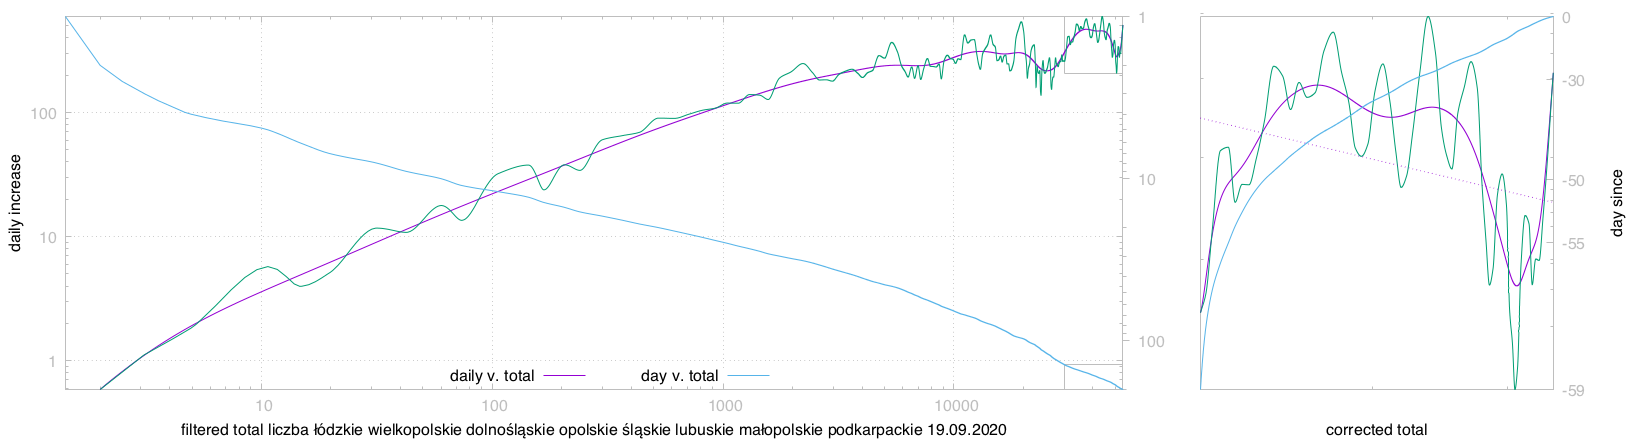 daily increase
100
10
1
10
100
1000
10000
1
10
100
daily v. total
day v. total
filtered total liczba łódzkie wielkopolskie dolnośląskie opolskie śląskie lubuskie małopolskie podkarpackie 19.09.2020
0
-30
-50
-55
-59
day since
corrected total